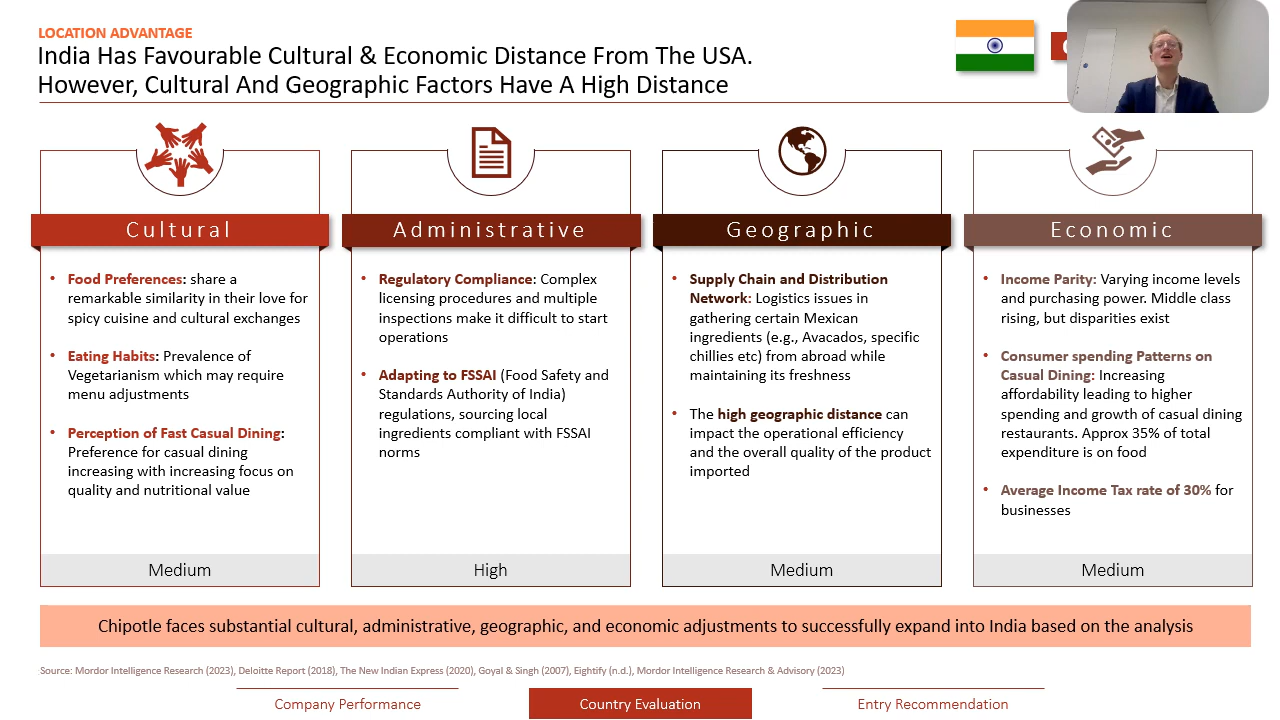 LOCATION ADVANTAGE
India Has Favourable Cultural & Economic Distance From The USA.
However, Cultural And Geographic Factors Have A High Distance
Cultural
• Food Preferences: share a
remarkable similarity in their love for
spicy cuisine and cultural exchanges
• Eating Habits: Prevalence of
Vegetarianism which may require
menu adjustments
• Perception of Fast Casual Dining:
Preference for casual dining
increasing with increasing focus on
quality and nutritional value
Medium
Administrative
• Regulatory Compliance: Complex
licensing procedures and multiple
inspections make it difficult to start
operations
• Adapting to FSSAI (Food Safety and
Standards Authority of India)
regulations, sourcing local
ingredients compliant with FSSAI
norms
High
Geographic
• Supply Chain and Distribution
Network: Logistics issues in
gathering certain Mexican
ingredients (e.g., Avacados, specific
chillies etc) from abroad while
maintaining its freshness
• The high geographic distance can
impact the operational efficiency
and the overall quality of the product
imported
Medium
Economic
• Income Parity: Varying income levels
and purchasing power. Middle class
rising, but disparities exist
• Consumer spending Patterns on
Casual Dining: Increasing
affordability leading to higher
spending and growth of casual dining
restaurants. Approx 35% of total
expenditure is on food
• Average Income Tax rate of 30% for
businesses
Medium
Chipotle faces substantial cultural, administrative, geographic, and economic adjustments to successfully expand into India based on the analysis
Source: Mordor Intelligence Research (2023), Deloitte Report (2018), The New Indian Express (2020), Goyal & Singh (2007), Eightify (n.d.), Mordor Intelligence Research & Advisory (2023)
Company Performance
Country Evaluation
Entry Recommendation